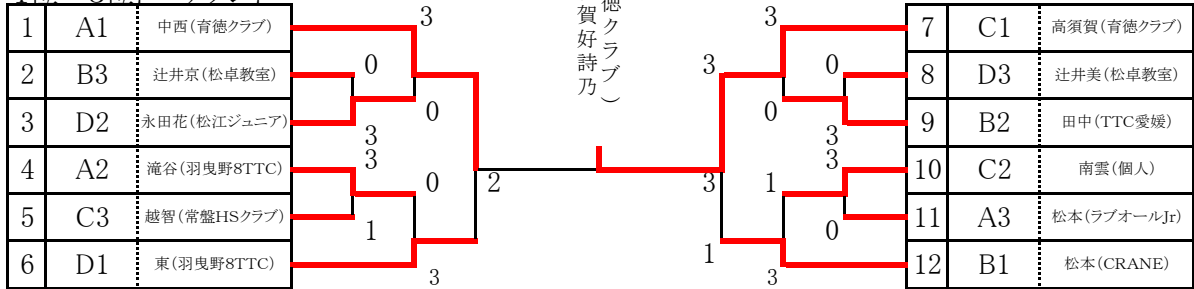 1 A1 中西(育徳クラブ)
2 B3 辻井京(松卓教室)
3 D2 永田花(松江ジュニア)
4 A2 滝谷(羽曳野8TTC)
5 C3 越智(常盤HSクラブ)
6 D1 東(羽曳野8TTC)
3
0
0
3
3
0
1
3
2
徳クラブ）
賀好詩乃
3
3
3
0
0
3
3
1
0
1
3
7 C1 高須賀(育徳クラブ)
8 D3 辻井美(松卓教室)
9 B2 田中(TTC愛媛)
10 C2 南雲(個人)
11 A3 松本(ラブオールJr)
12 B1 松本(CRANE)